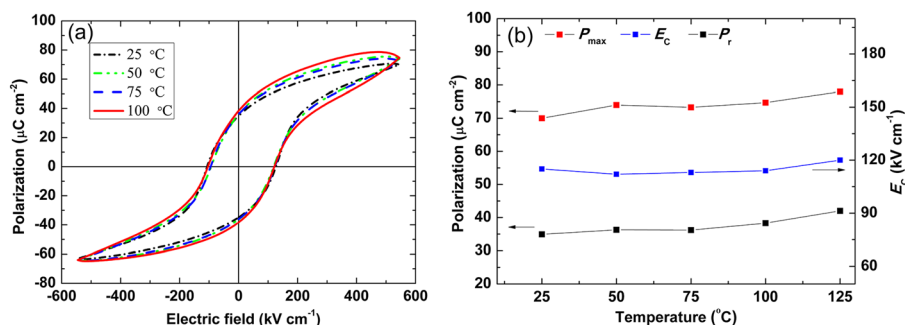 (a)
25 °C
50 °C
75 °C
100 °C
Polarization (μC cm⁻²)
100
80
60
40
20
0
-20
-40
-60
-80
-600 -400 -200 0 200 400 600
Electric field (kV cm⁻¹)
(b)
Pmax
EC
Pr
Polarization(μC cm⁻²)
100
90
80
70
60
50
40
30
20
25 50 75 100 125
Temperature (°C)
180
150
120
90
60
Ec (kV cm⁻¹)